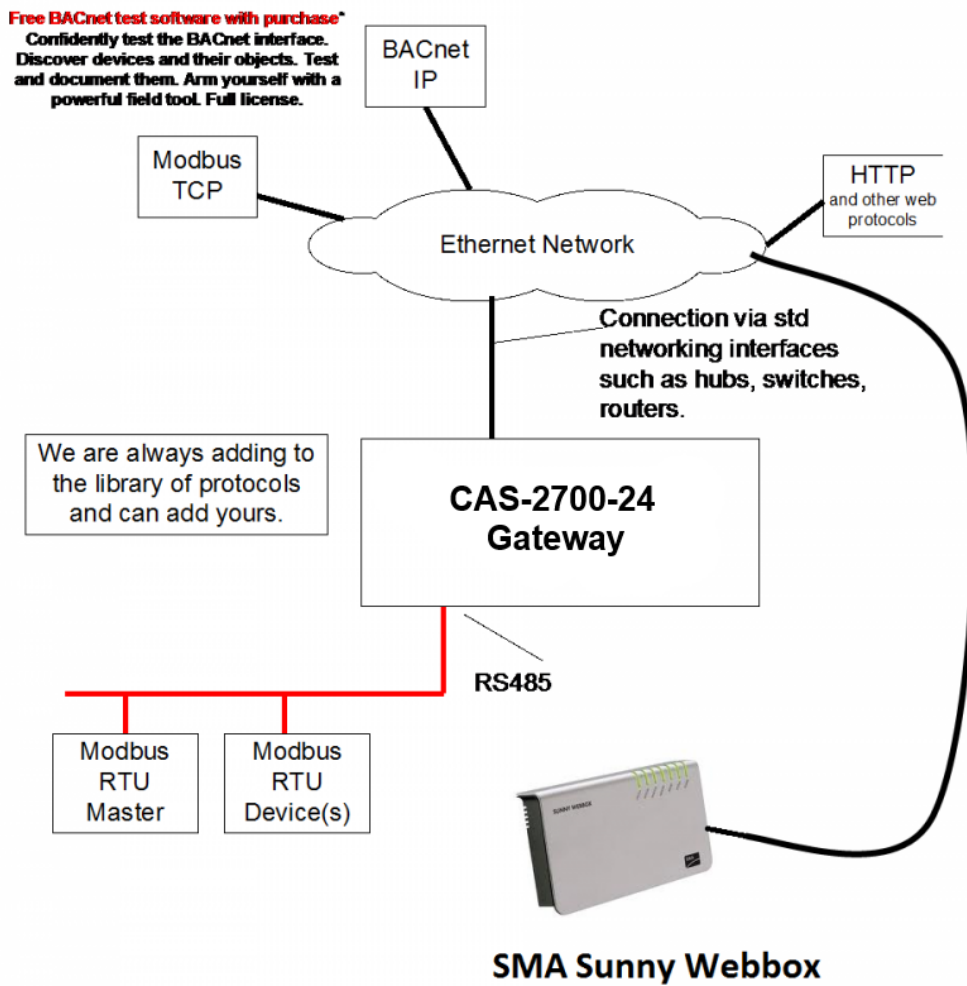 Free BACnet test software with purchase*
Confidently test the BACnet interface.
Discover devices and their objects. Test
and document them. Arm yourself with a
powerful field tool. Full license.
BACnet
IP
Modbus
TCP
HTTP
and other web
protocols
Ethernet Network
Connection via std
networking interfaces
such as hubs, switches,
routers.
We are always adding to
the library of protocols
and can add yours.
CAS-2700-24
Gateway
RS485
Modbus
RTU
Master
Modbus
RTU
Device(s)
SUNNY WEBBOX
SMA
SMA Sunny Webbox